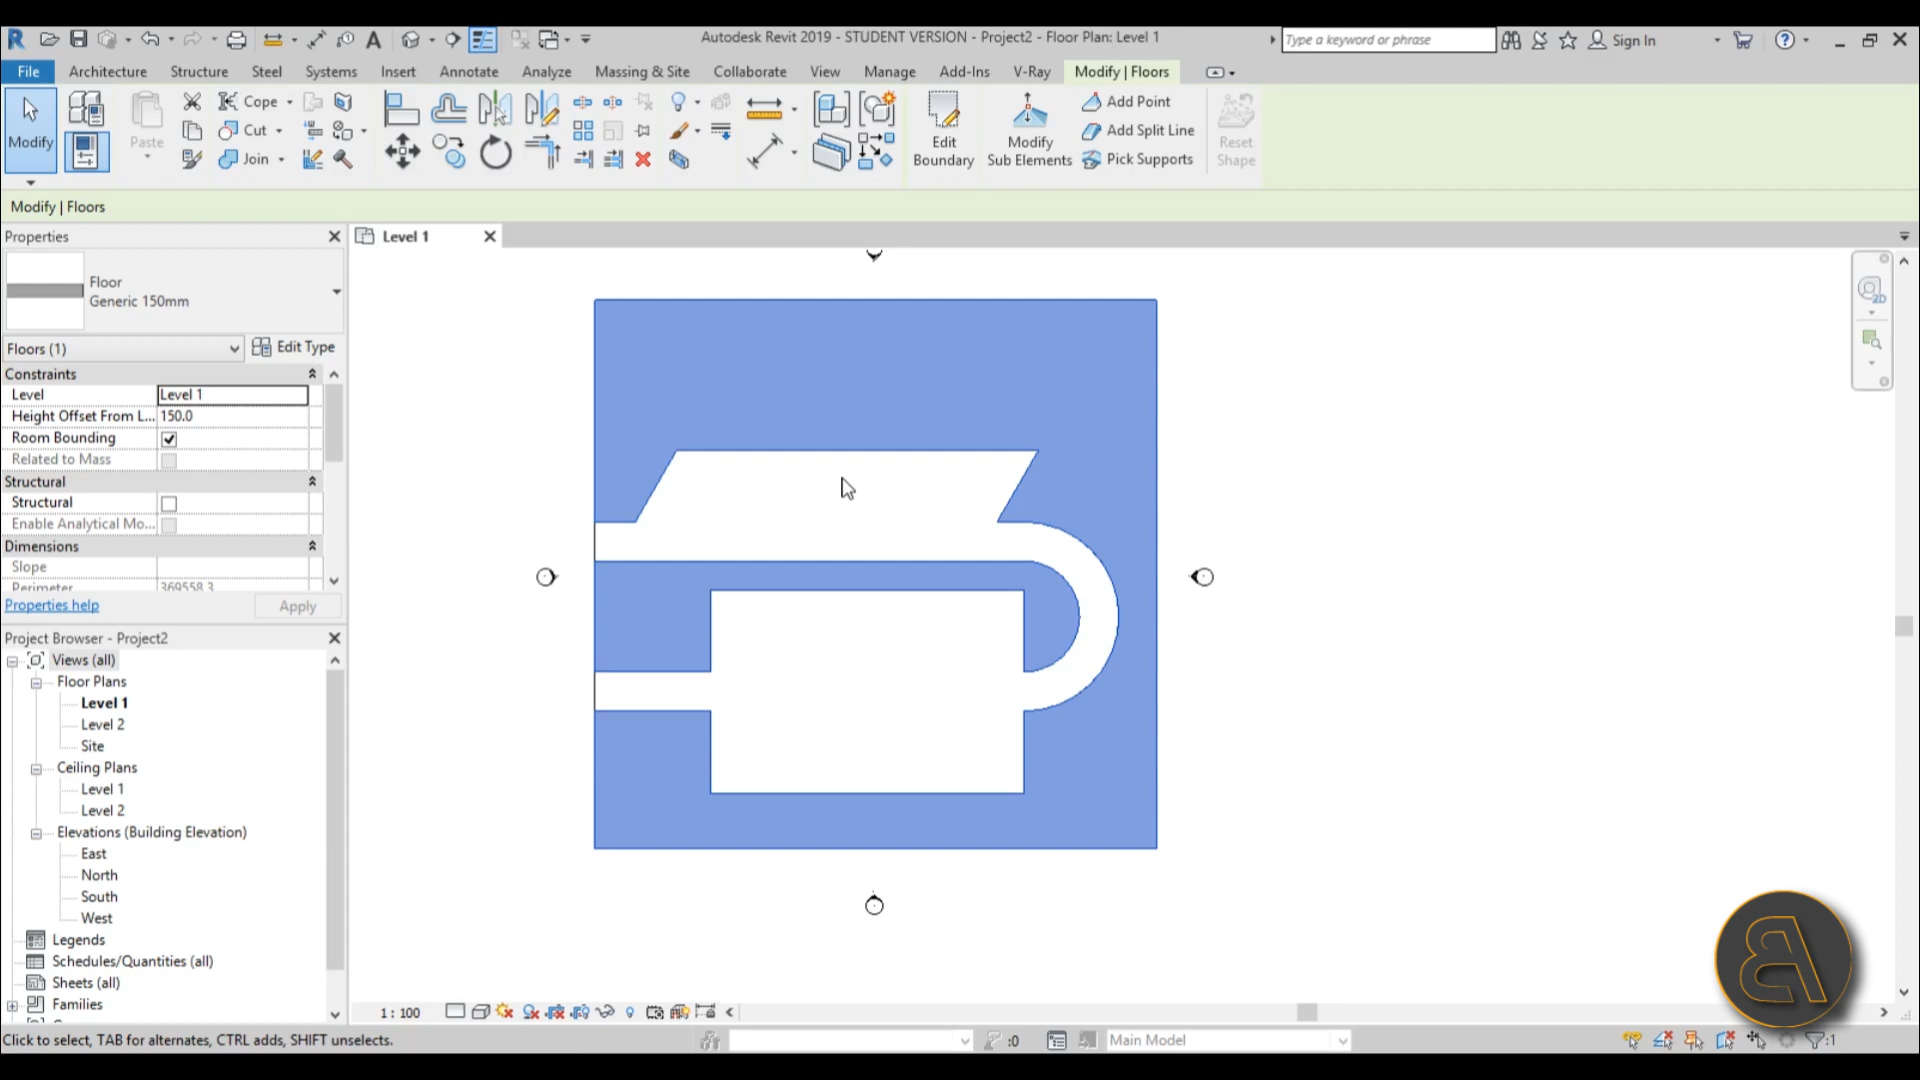 Autodesk Revit 2019 - STUDENT VERSION - Project2 - Floor Plan: Level 1
Type a keyword or phrase
Sign In
File Architecture Structure Steel Systems Insert Annotate Analyze Massing & Site Collaborate View Manage Add-Ins V-Ray Modify | Floors
Modify
Paste
Cope
Cut
Join
Edit Boundary
Modify Sub Elements
Add Point
Add Split Line
Pick Supports
Reset Shape
Modify | Floors
Properties
Level 1
Floor
Generic 150mm
Floors (1)
Edit Type
Constraints
Level Level 1
Height Offset From L... 150.0
Room Bounding
Related to Mass
Structural
Structural
Enable Analytical Mo...
Dimensions
Slope
Perimeter 369558.3
Properties help
Apply
Project Browser - Project2
Views (all)
Floor Plans
Level 1
Level 2
Site
Ceiling Plans
Level 1
Level 2
Elevations (Building Elevation)
East
North
South
West
Legends
Schedules/Quantities (all)
Sheets (all)
Families
1 : 100
Click to select, TAB for alternates, CTRL adds, SHIFT unselects.
:0
Main Model
:1